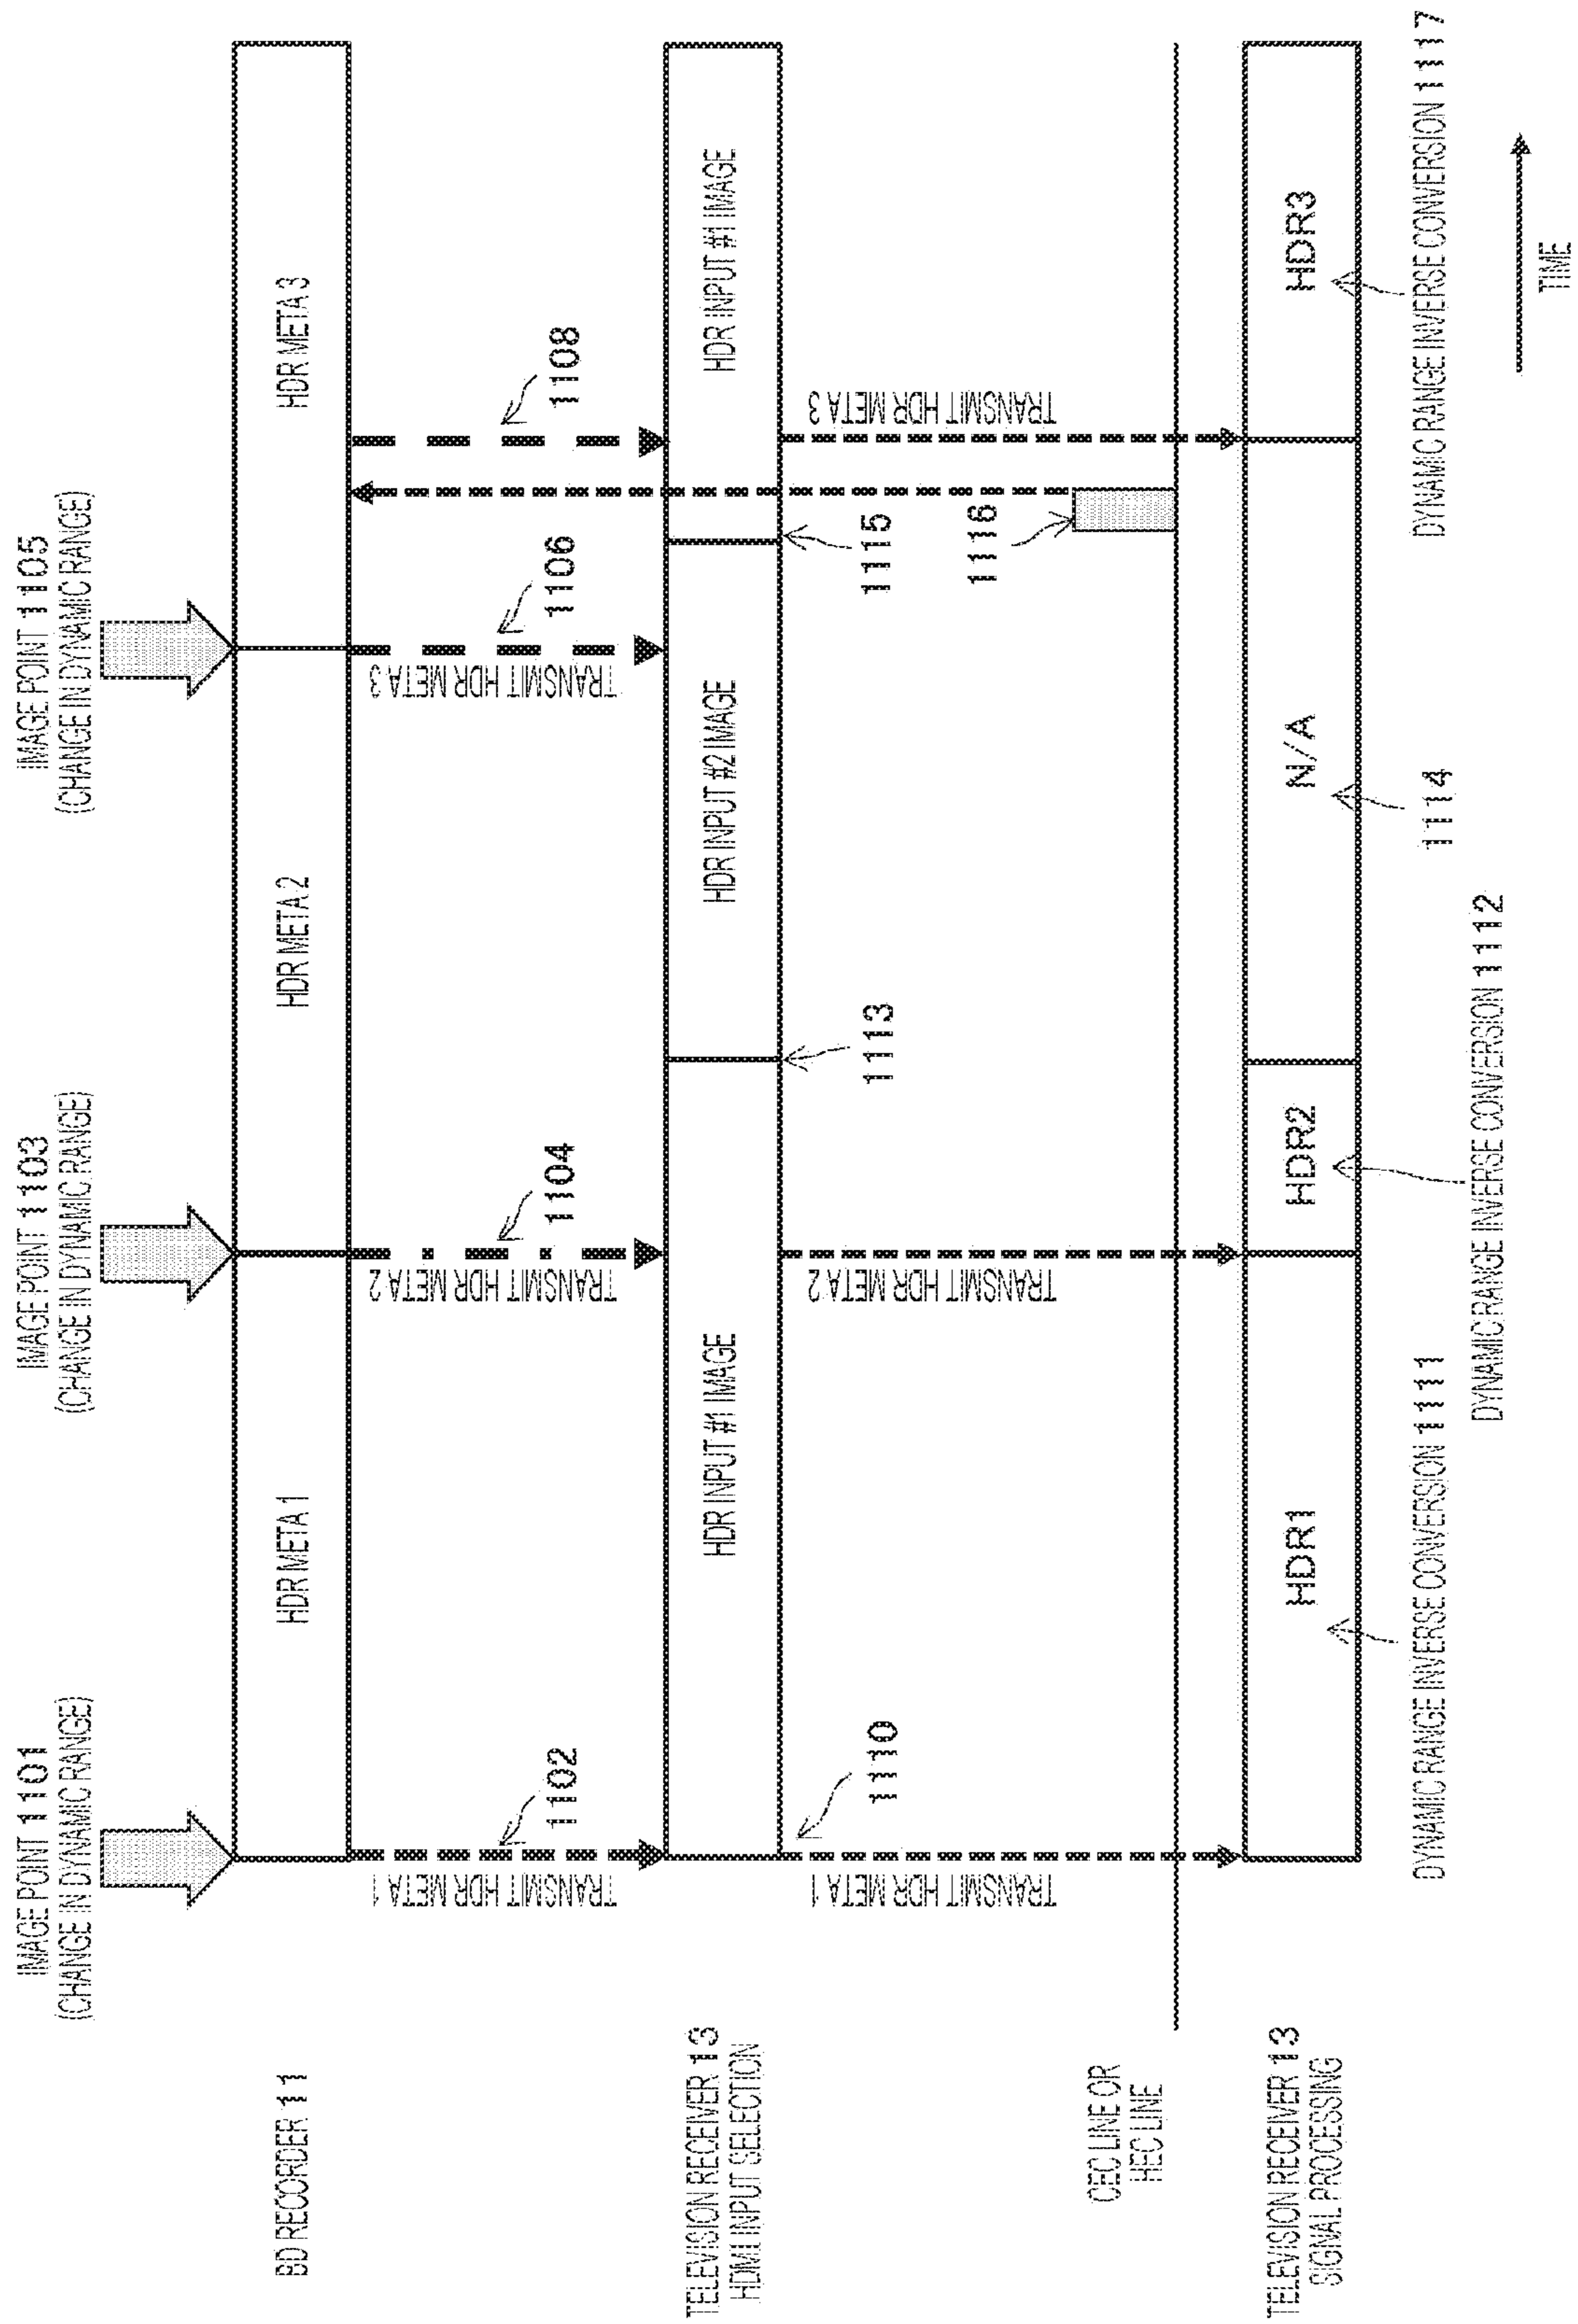 IMAGE POINT 1101
(CHANGE IN DYNAMIC RANGE)
IMAGE POINT 1103
(CHANGE IN DYNAMIC RANGE)
IMAGE POINT 1105
(CHANGE IN DYNAMIC RANGE)
BD RECORDER 11
HDR META 1
HDR META 2
HDR META 3
TRANSMIT HDR META 1
1102
TRANSMIT HDR META 2
1104
TRANSMIT HDR META 3
1106
1108
TELEVISION RECEIVER 13
HDMI INPUT SELECTION
HDR INPUT #1 IMAGE
HDR INPUT #2 IMAGE
HDR INPUT #1 IMAGE
TRANSMIT HDR META 1
1110
TRANSMIT HDR META 2
1113
1115
1116
TRANSMIT HDR META 3
CEC LINE OR
HEC LINE
TELEVISION RECEIVER 13
SIGNAL PROCESSING
HDR1
HDR2
N/A
HDR3
DYNAMIC RANGE INVERSE CONVERSION 1111
DYNAMIC RANGE INVERSE CONVERSION 1112
1114
DYNAMIC RANGE INVERSE CONVERSION 1117
TIME